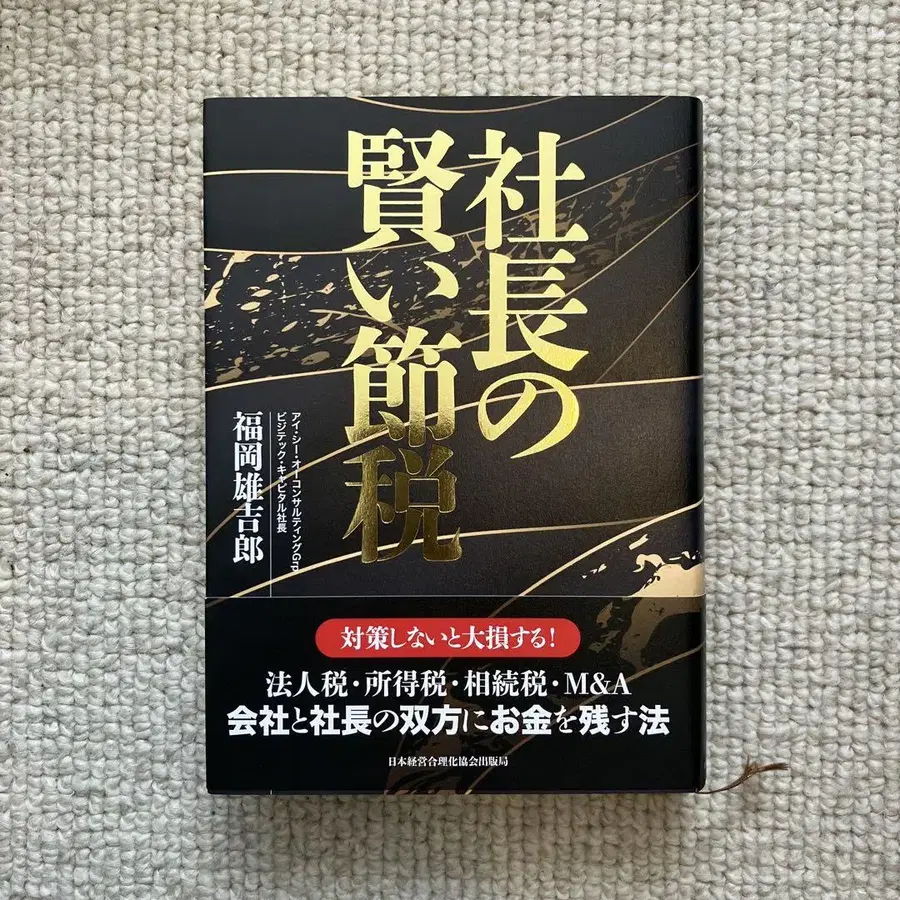 社長の
賢い節税
アイ・シー・オーコンサルティングGrp
ビジテック・キャピタル社長
福岡雄吉郎
対策しないと大損する!
法人税・所得税・相続税・M&A
会社と社長の双方にお金を残す法
日本経営合理化協会出版局